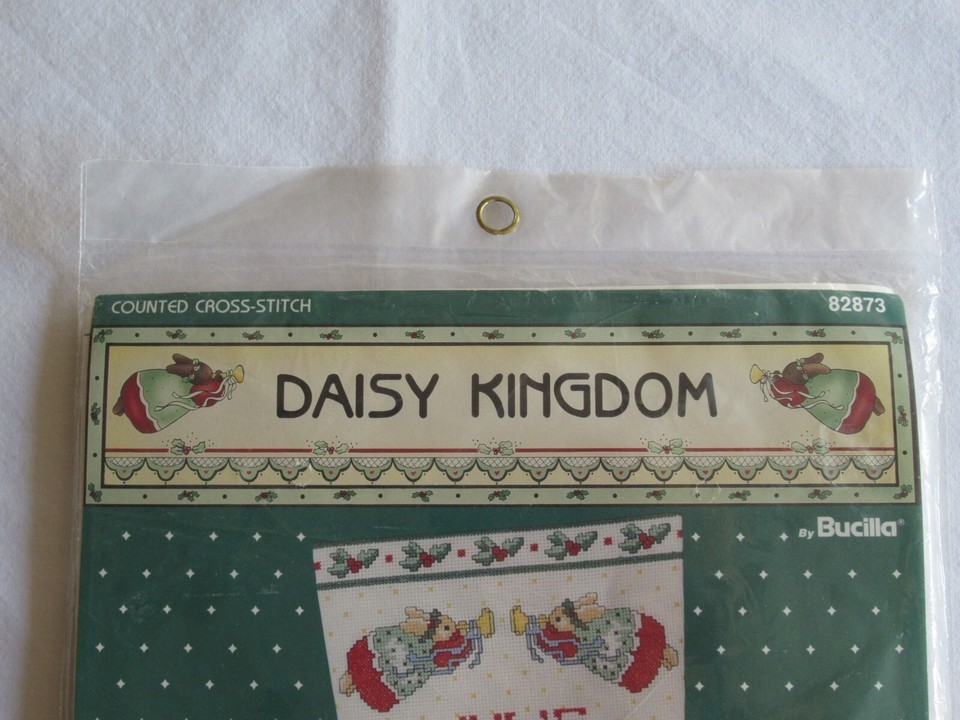 COUNTED CROSS-STITCH 82873
DAISY KINGDOM
By Bucilla®